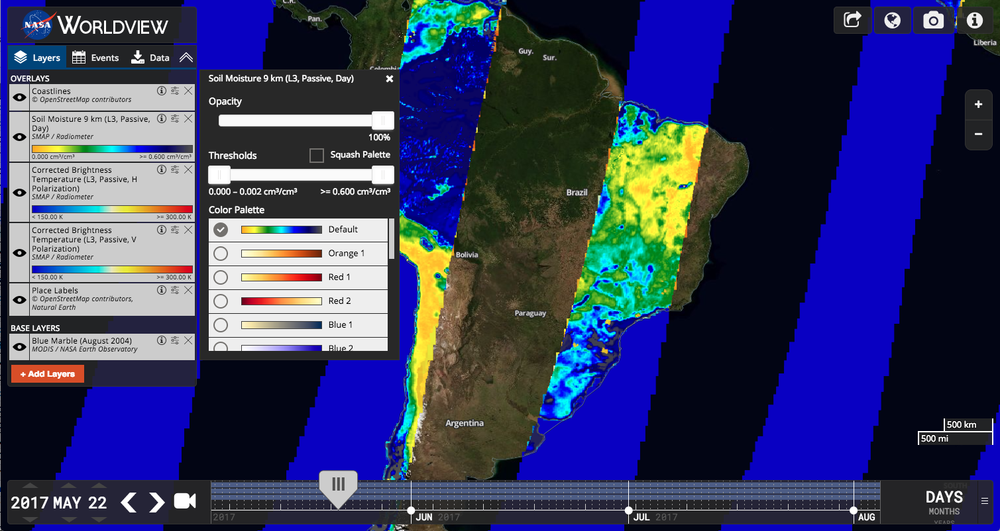 C.R.
Pan.
Guy.
Sur.
Liberia
NASA
WORLDVIEW
Layers
Events
Data
Colombia
OVERLAYS
Coastlines
© OpenStreetMap contributors
Soil Moisture 9 km (L3, Passive,
Day)
SMAP / Radiometer
0.000 cm³/cm³
>= 0.600 cm³/cm³
Corrected Brightness
Temperature (L3, Passive, H
Polarization)
SMAP / Radiometer
< 150.00 K
>= 300.00 K
Corrected Brightness
Temperature (L3, Passive, V
Polarization)
SMAP / Radiometer
< 150.00 K
>= 300.00 K
Place Labels
© OpenStreetMap contributors,
Natural Earth
BASE LAYERS
Blue Marble (August 2004)
MODIS / NASA Earth Observatory
+ Add Layers
Soil Moisture 9 km (L3, Passive, Day)
Opacity
100%
Thresholds
Squash Palette
0.000 – 0.002 cm³/cm³
>= 0.600 cm³/cm³
Color Palette
Default
Orange 1
Red 1
Red 2
Blue 1
Blue 2
Brazil
Bolivia
Paraguay
Argentina
500 km
500 mi
2017 MAY 22
2017
JUN 2017
JUL 2017
AUG
SOUTH
DAYS
MONTHS
YEARS